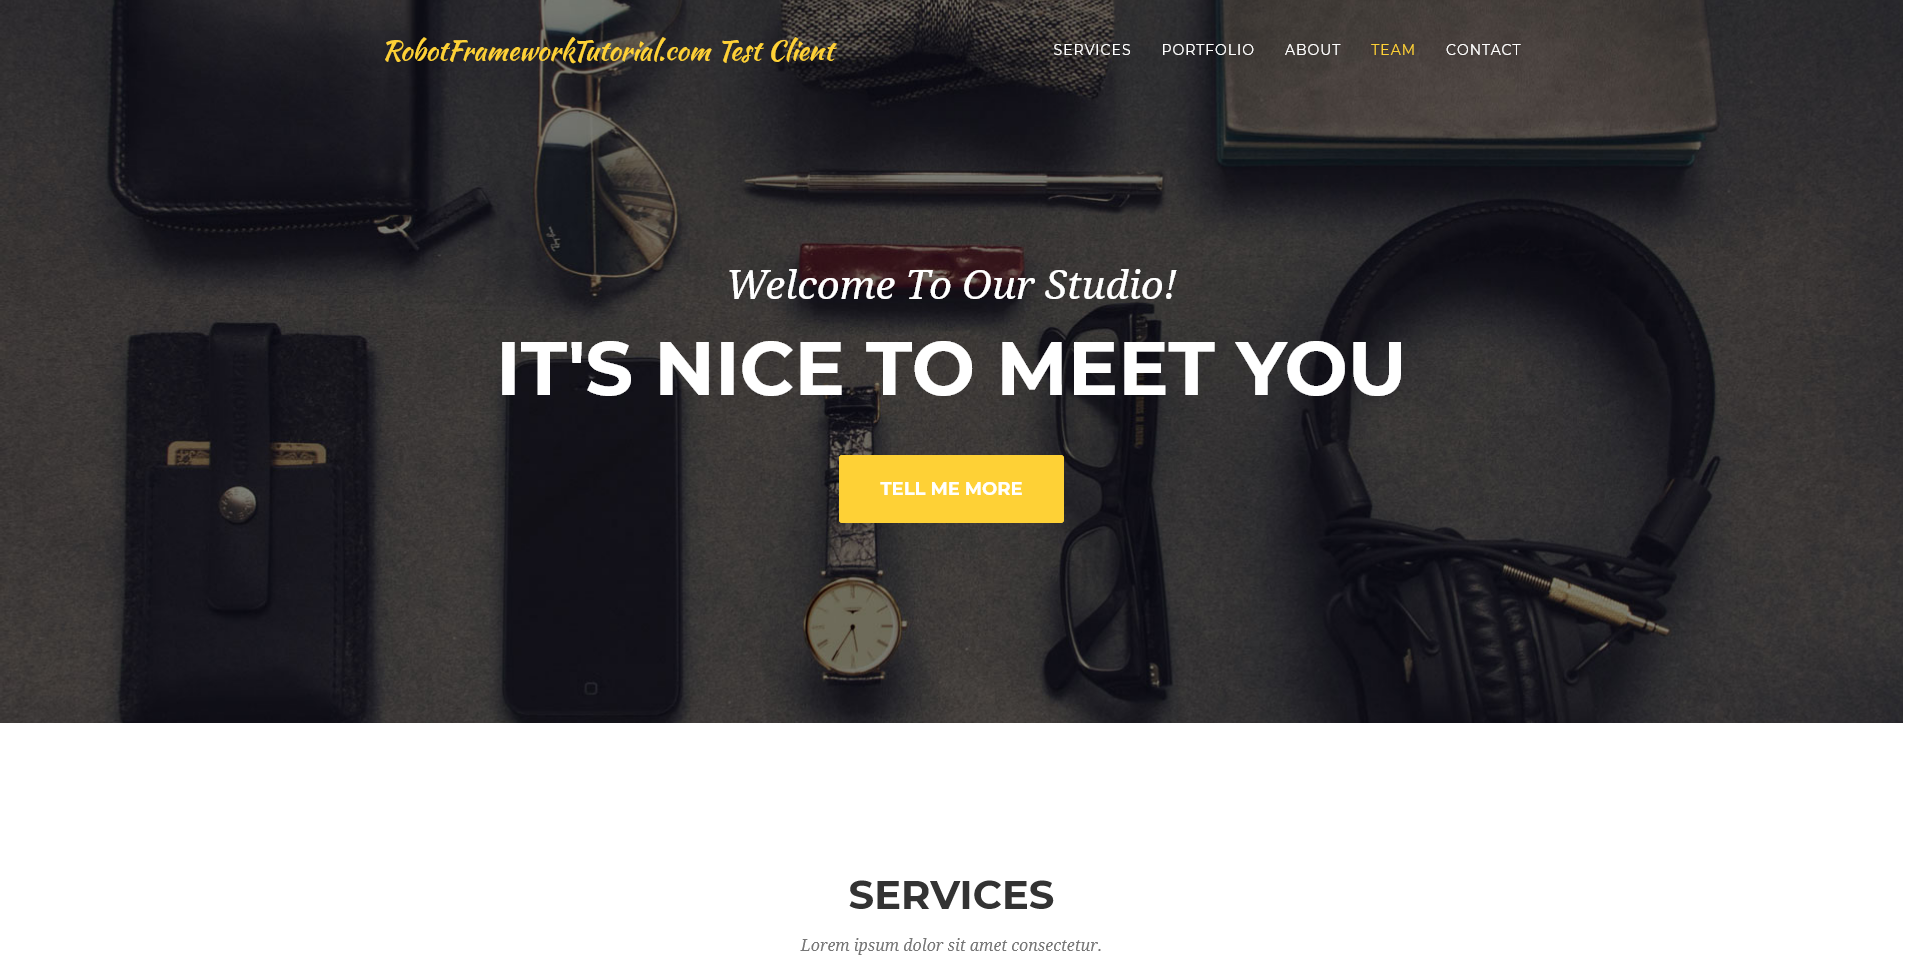 RobotFrameworkTutorial.com Test Client
SERVICES PORTFOLIO ABOUT TEAM CONTACT
Welcome To Our Studio!
IT'S NICE TO MEET YOU
TELL ME MORE
SERVICES
Lorem ipsum dolor sit amet consectetur.